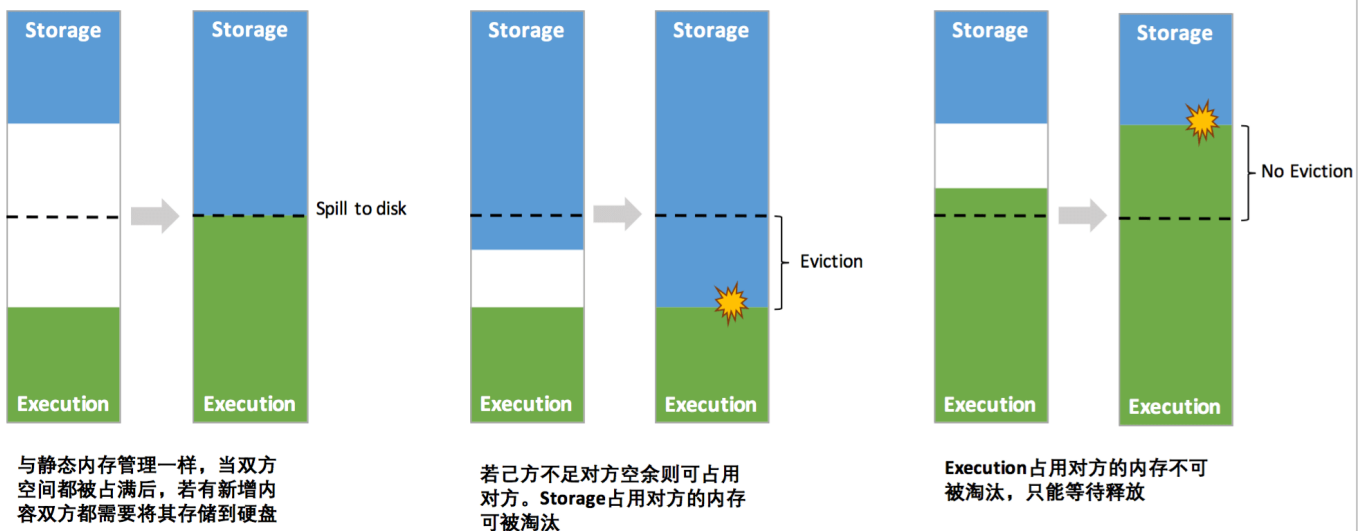 Storage
Storage
Spill to disk
Execution
Execution
与静态内存管理一样，当双方
空间都被占满后，若有新增内
容双方都需要将其存储到硬盘
Storage
Storage
Eviction
Execution
Execution
若己方不足对方空余则可占用
对方。Storage占用对方的内存
可被淘汰
Storage
Storage
No Eviction
Execution
Execution
Execution占用对方的内存不可
被淘汰，只能等待释放